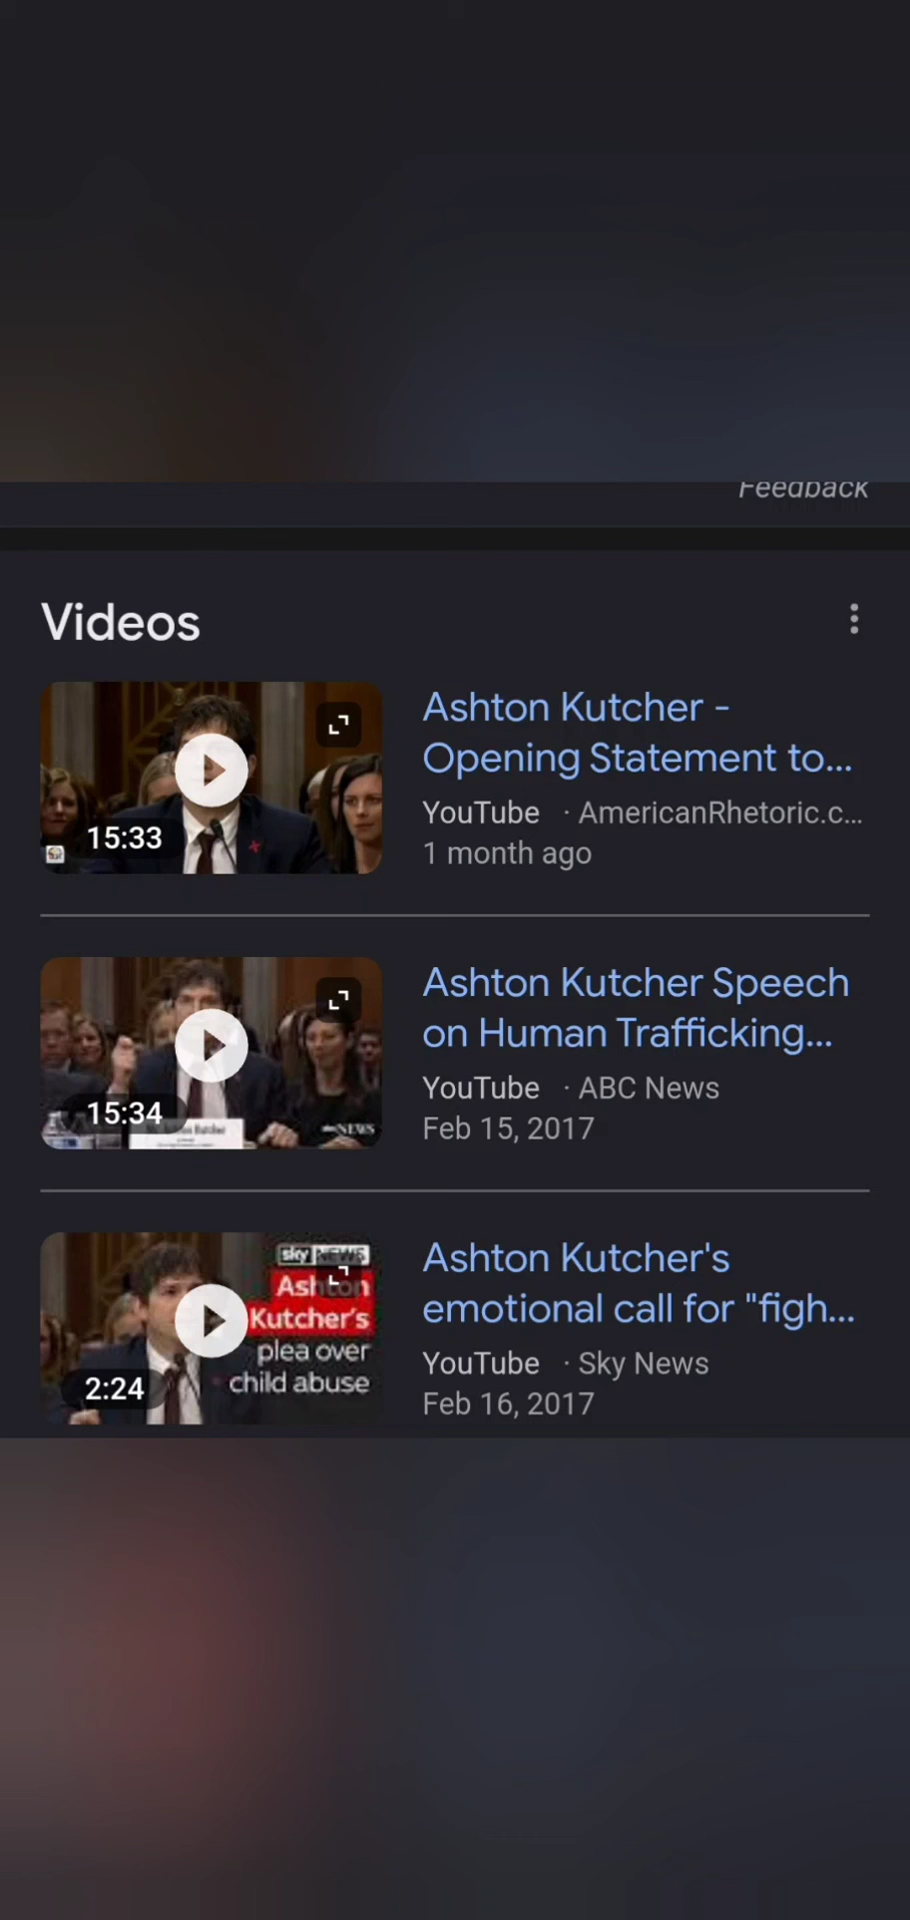 Feedback
Videos
15:33
Ashton Kutcher -
Opening Statement to...
YouTube · AmericanRhetoric.c...
1 month ago
15:34
NEWS
Ashton Kutcher Speech
on Human Trafficking...
YouTube · ABC News
Feb 15, 2017
sky NEWS
Ashton
Kutcher's
plea over
child abuse
2:24
Ashton Kutcher's
emotional call for "figh...
YouTube · Sky News
Feb 16, 2017